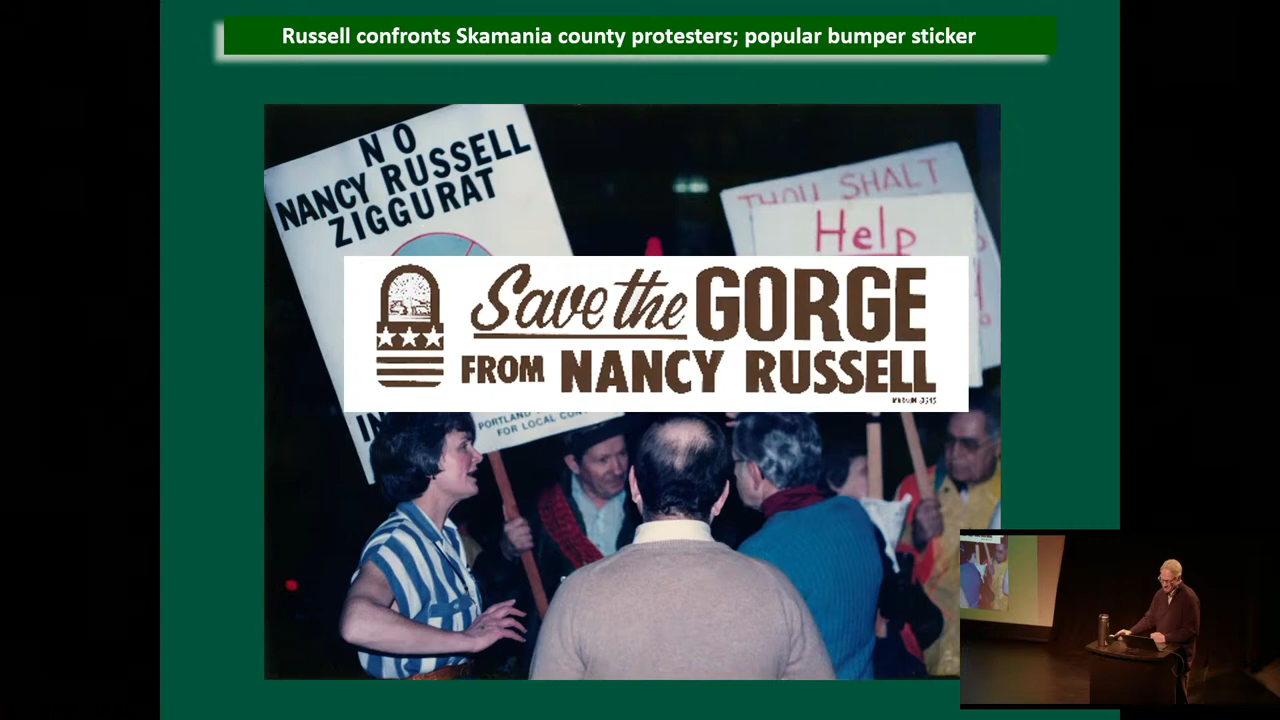 Russell confronts Skamania county protesters; popular bumper sticker
NO
NANCY RUSSELL
ZIGGURAT
THOU SHALT
Help
Save the GORGE
FROM NANCY RUSSELL
PORTLAND
FOR LOCAL